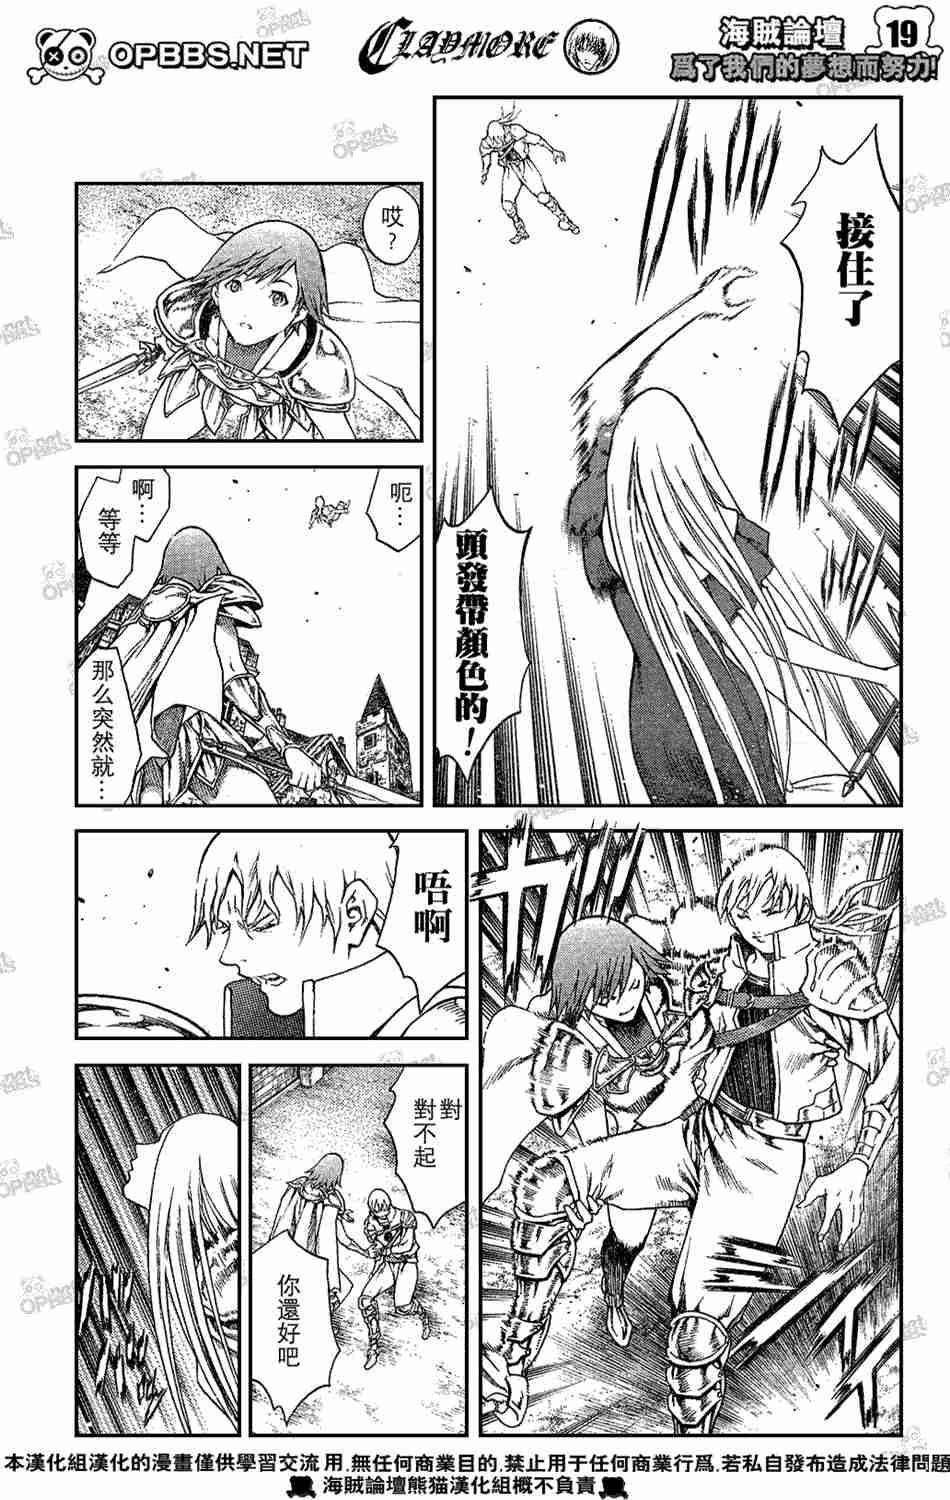 OPBBS.NET
CLAYMORE
海賊論壇
爲了我們的夢想而努力!
19
接住了
頭發帶顏色的!
哎?
呃…
啊…
等等
那么突然就…
唔啊
對
對不起
你還好吧
本漢化組漢化的漫畫僅供學習交流用.無任何商業目的.禁止用于任何商業行爲.若私自發布造成法律問題
海賊論壇熊猫漢化組概不負責